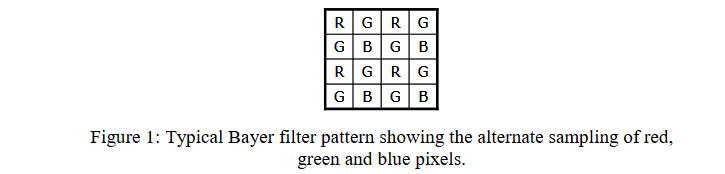 R G R G
G B G B
R G R G
G B G B
Figure 1: Typical Bayer filter pattern showing the alternate sampling of red,
green and blue pixels.